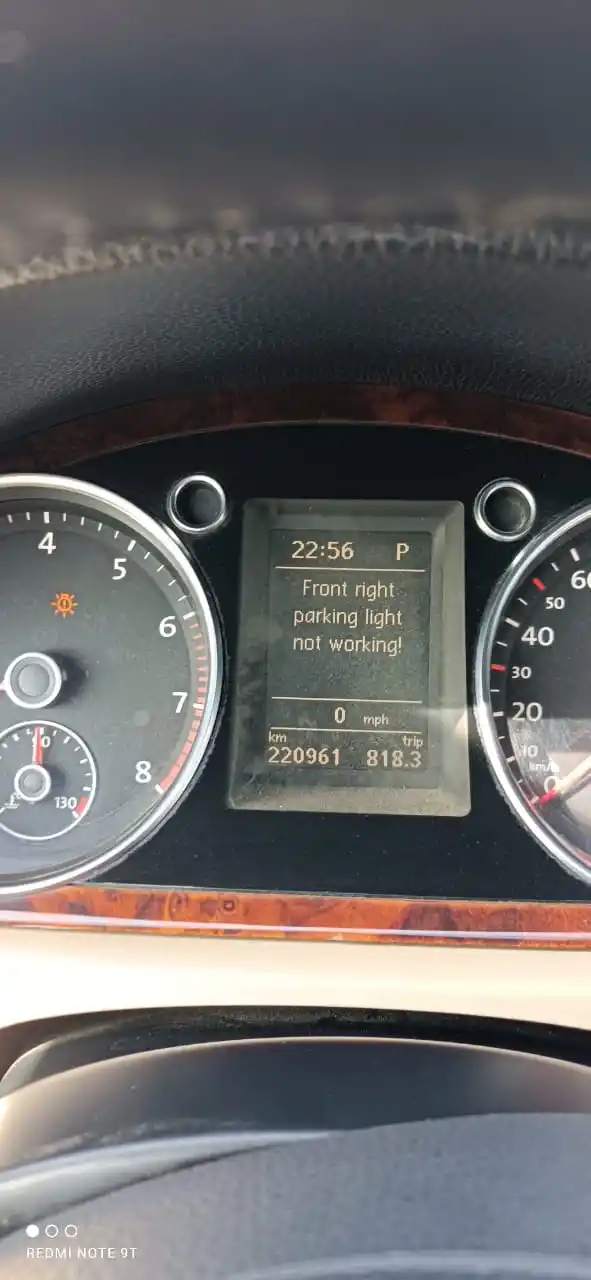 22:56 P
Front right
parking light
not working!
0 mph
km trip
220961 818.3
4
5
6
7
8
130
60
50
40
30
20
10
km/h
0
REDMI NOTE 9T